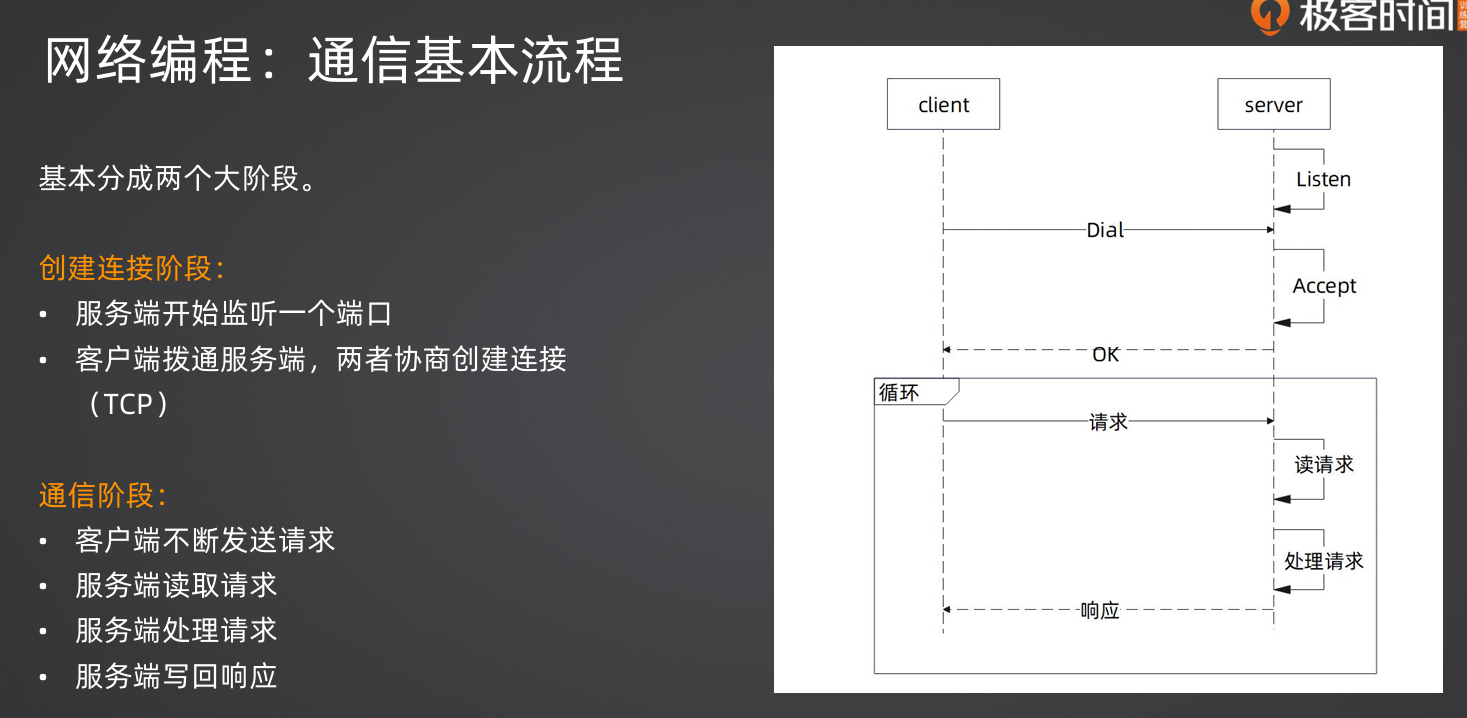 极客时间
训练营
网络编程：通信基本流程
基本分成两个大阶段。
创建连接阶段：
• 服务端开始监听一个端口
• 客户端拨通服务端，两者协商创建连接
（TCP）
通信阶段：
• 客户端不断发送请求
• 服务端读取请求
• 服务端处理请求
• 服务端写回响应
client
server
Listen
Dial
Accept
OK
循环
请求
读请求
处理请求
响应